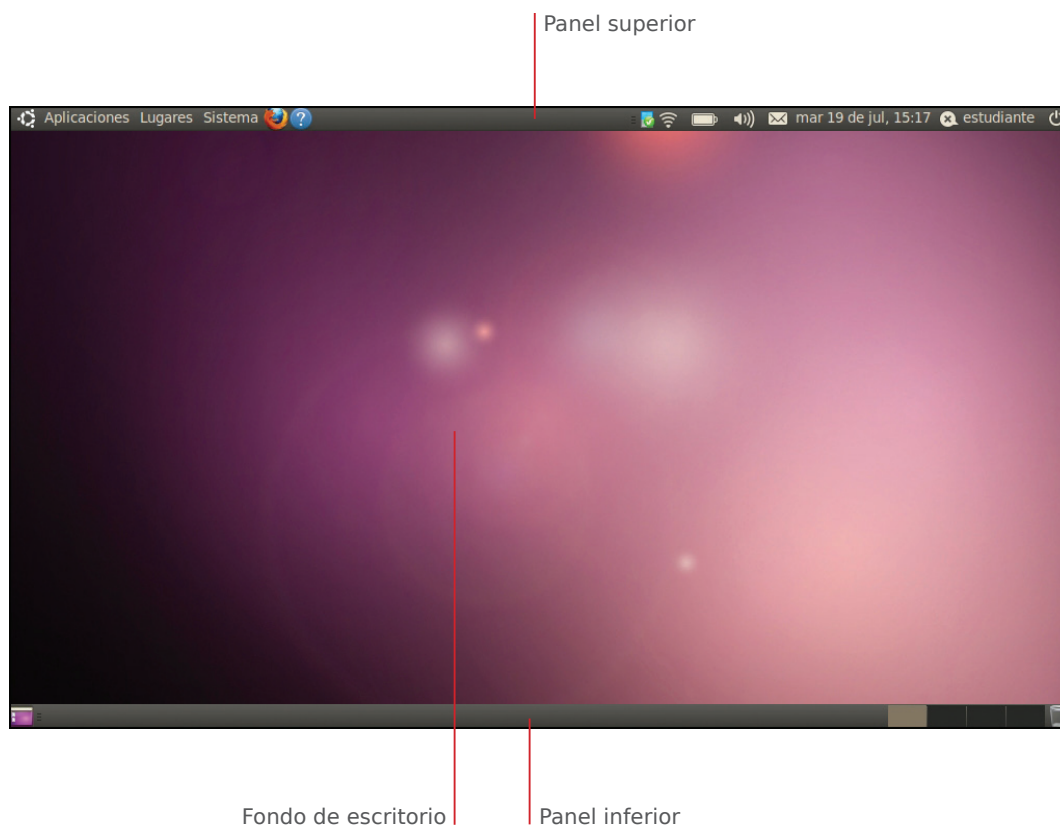 Panel superior
Aplicaciones Lugares Sistema ? mar 19 de jul, 15:17 estudiante
Fondo de escritorio
Panel inferior